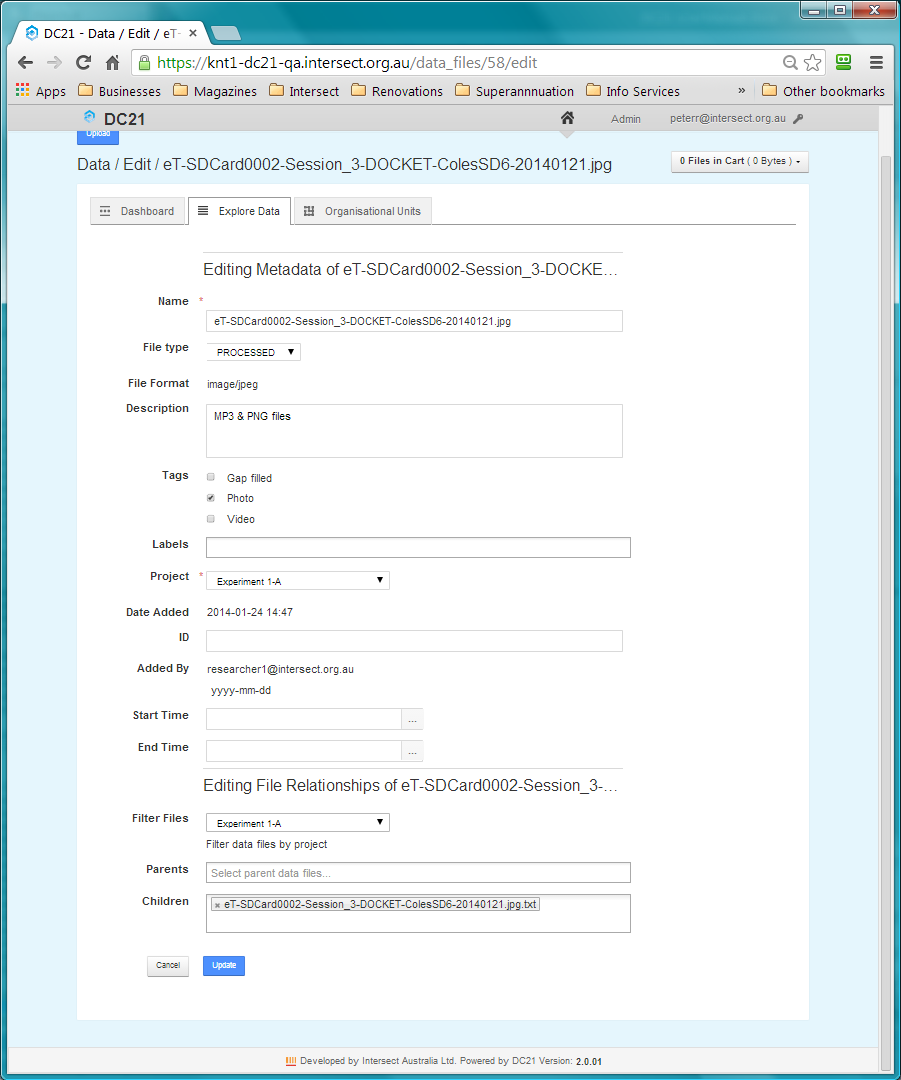 DC21 - Data / Edit / eT- ×
https://knt1-dc21-qa.intersect.org.au/data_files/58/edit
Apps Businesses Magazines Intersect Renovations Superannnuation Info Services » Other bookmarks
DC21 Admin peterr@intersect.org.au
Upload
Data / Edit / eT-SDCard0002-Session_3-DOCKET-ColesSD6-20140121.jpg
0 Files in Cart ( 0 Bytes )
Dashboard Explore Data Organisational Units
Editing Metadata of eT-SDCard0002-Session_3-DOCKE...
Name *
eT-SDCard0002-Session_3-DOCKET-ColesSD6-20140121.jpg
File type PROCESSED
File Format image/jpeg
Description MP3 & PNG files
Tags Gap filled
Photo
Video
Labels
Project * Experiment 1-A
Date Added 2014-01-24 14:47
ID
Added By researcher1@intersect.org.au
yyyy-mm-dd
Start Time ...
End Time ...
Editing File Relationships of eT-SDCard0002-Session_3-...
Filter Files Experiment 1-A
Filter data files by project
Parents Select parent data files...
Children × eT-SDCard0002-Session_3-DOCKET-ColesSD6-20140121.jpg.txt
Cancel Update
Developed by Intersect Australia Ltd. Powered by DC21 Version: 2.0.01